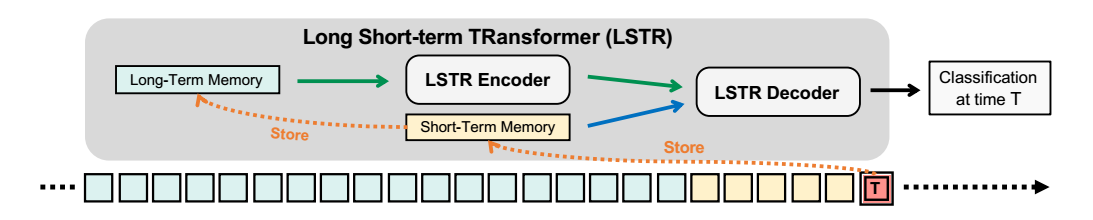 Long Short-term TRansformer (LSTR)
Long-Term Memory
LSTR Encoder
LSTR Decoder
Classification
at time T
Short-Term Memory
Store
Store
T